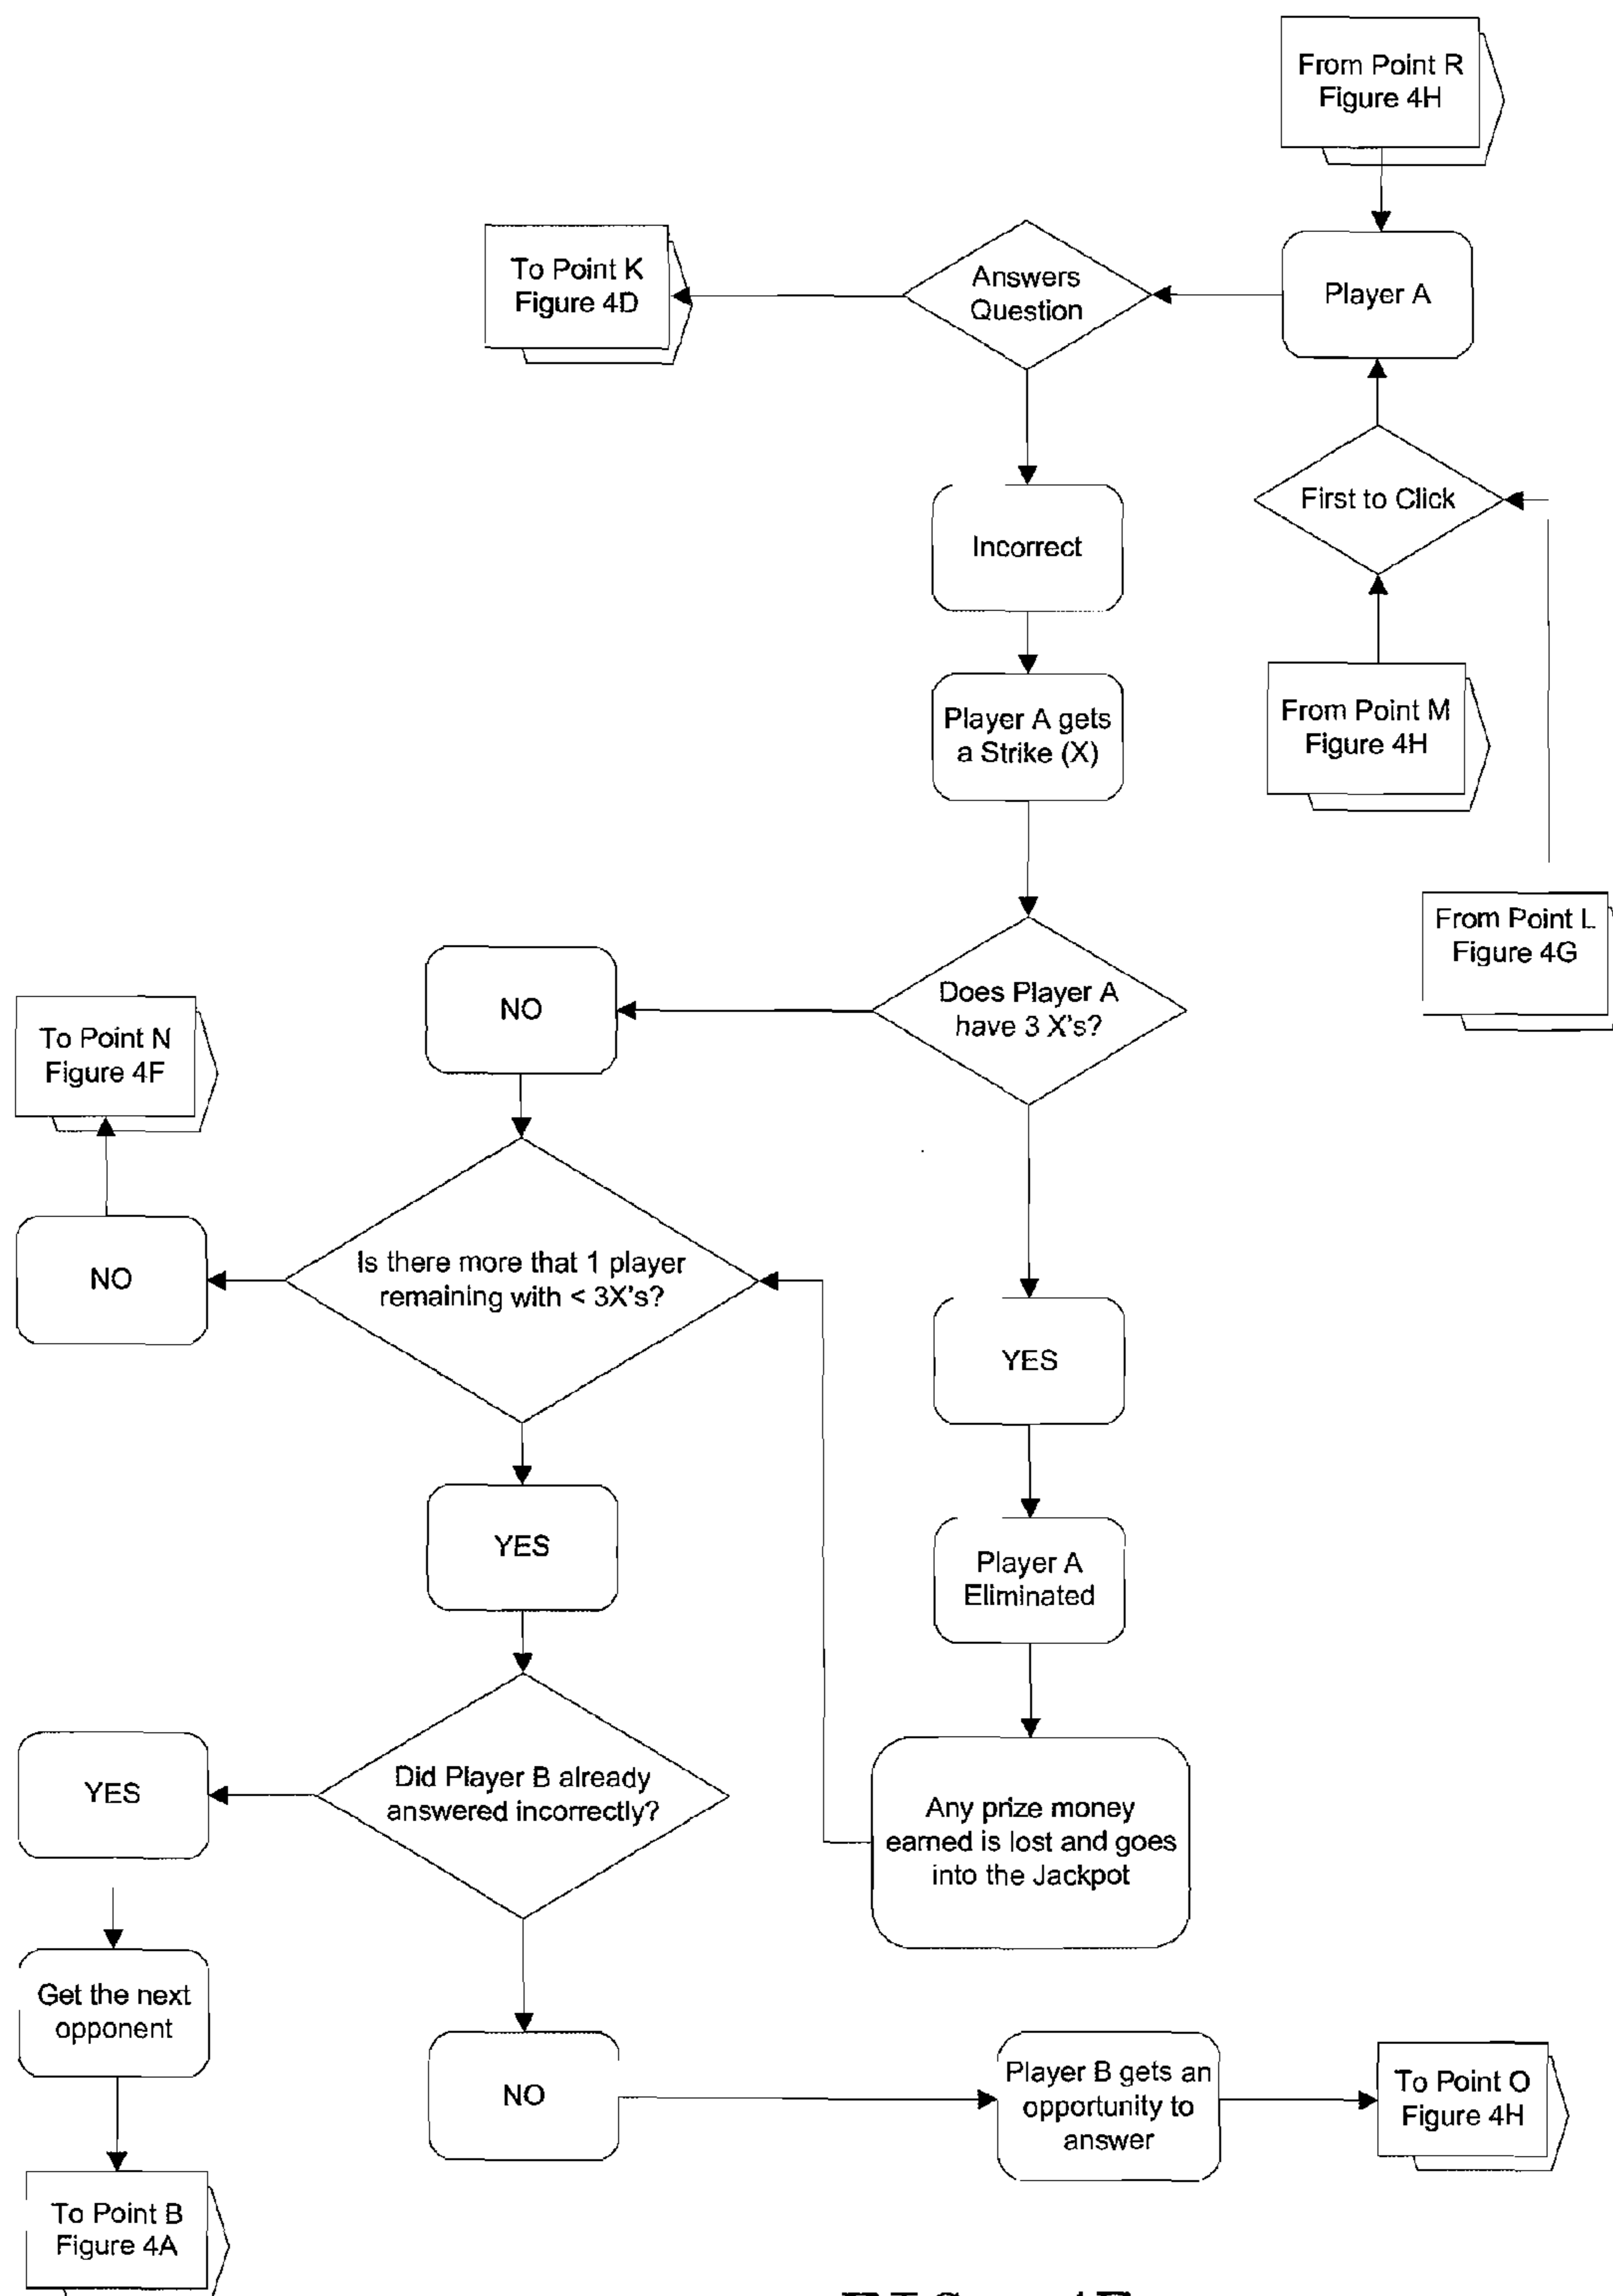 From Point R
Figure 4H
To Point K
Figure 4D
Answers
Question
Player A
First to Click
Incorrect
From Point M
Figure 4H
Player A gets
a Strike (X)
From Point L
Figure 4G
Does Player A
have 3 X's?
NO
To Point N
Figure 4F
Is there more that 1 player
remaining with < 3X's?
NO
YES
YES
Player A
Eliminated
Did Player B already
answered incorrectly?
YES
Any prize money
earned is lost and goes
into the Jackpot
Get the next
opponent
NO
Player B gets an
opportunity to
answer
To Point O
Figure 4H
To Point B
Figure 4A